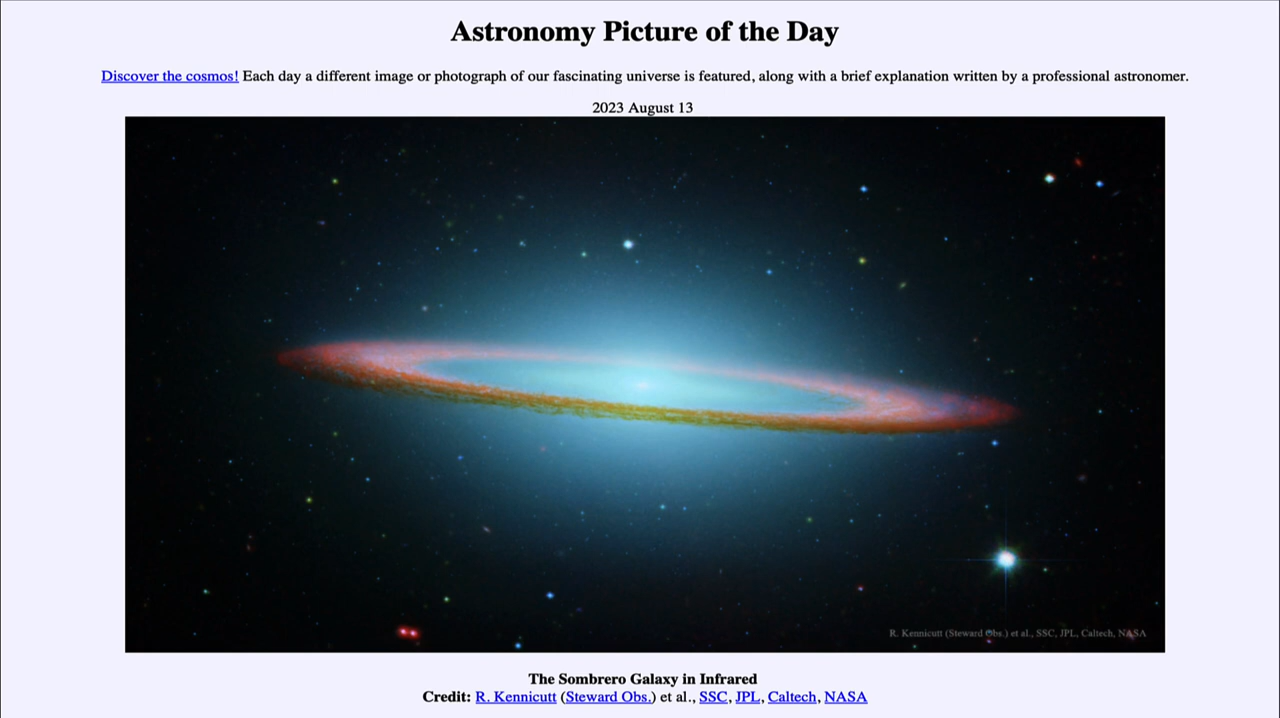 Astronomy Picture of the Day
Discover the cosmos! Each day a different image or photograph of our fascinating universe is featured, along with a brief explanation written by a professional astronomer.
2023 August 13
R. Kennicutt (Steward Obs.) et al., SSC, JPL, Caltech, NASA
The Sombrero Galaxy in Infrared
Credit: R. Kennicutt (Steward Obs.) et al., SSC, JPL, Caltech, NASA